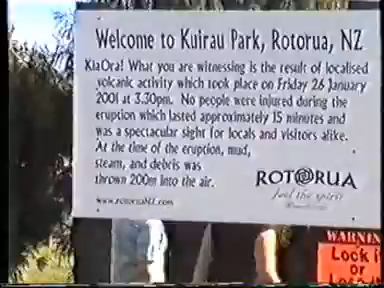 Welcome to Kuirau Park, Rotorua, NZ
KiaOra! What you are witnessing is the result of localised
volcanic activity which took place on Friday 26 January
2001 at 3.30pm. No people were injured during the
eruption which lasted approximately 15 minutes and
was a spectacular sight for locals and visitors alike.
At the time of the eruption, mud,
steam, and debris was
thrown 200m into the air.
ROTORUA
feel the spirit
www.rotoruaNZ.com
WARNIN
Look i
or